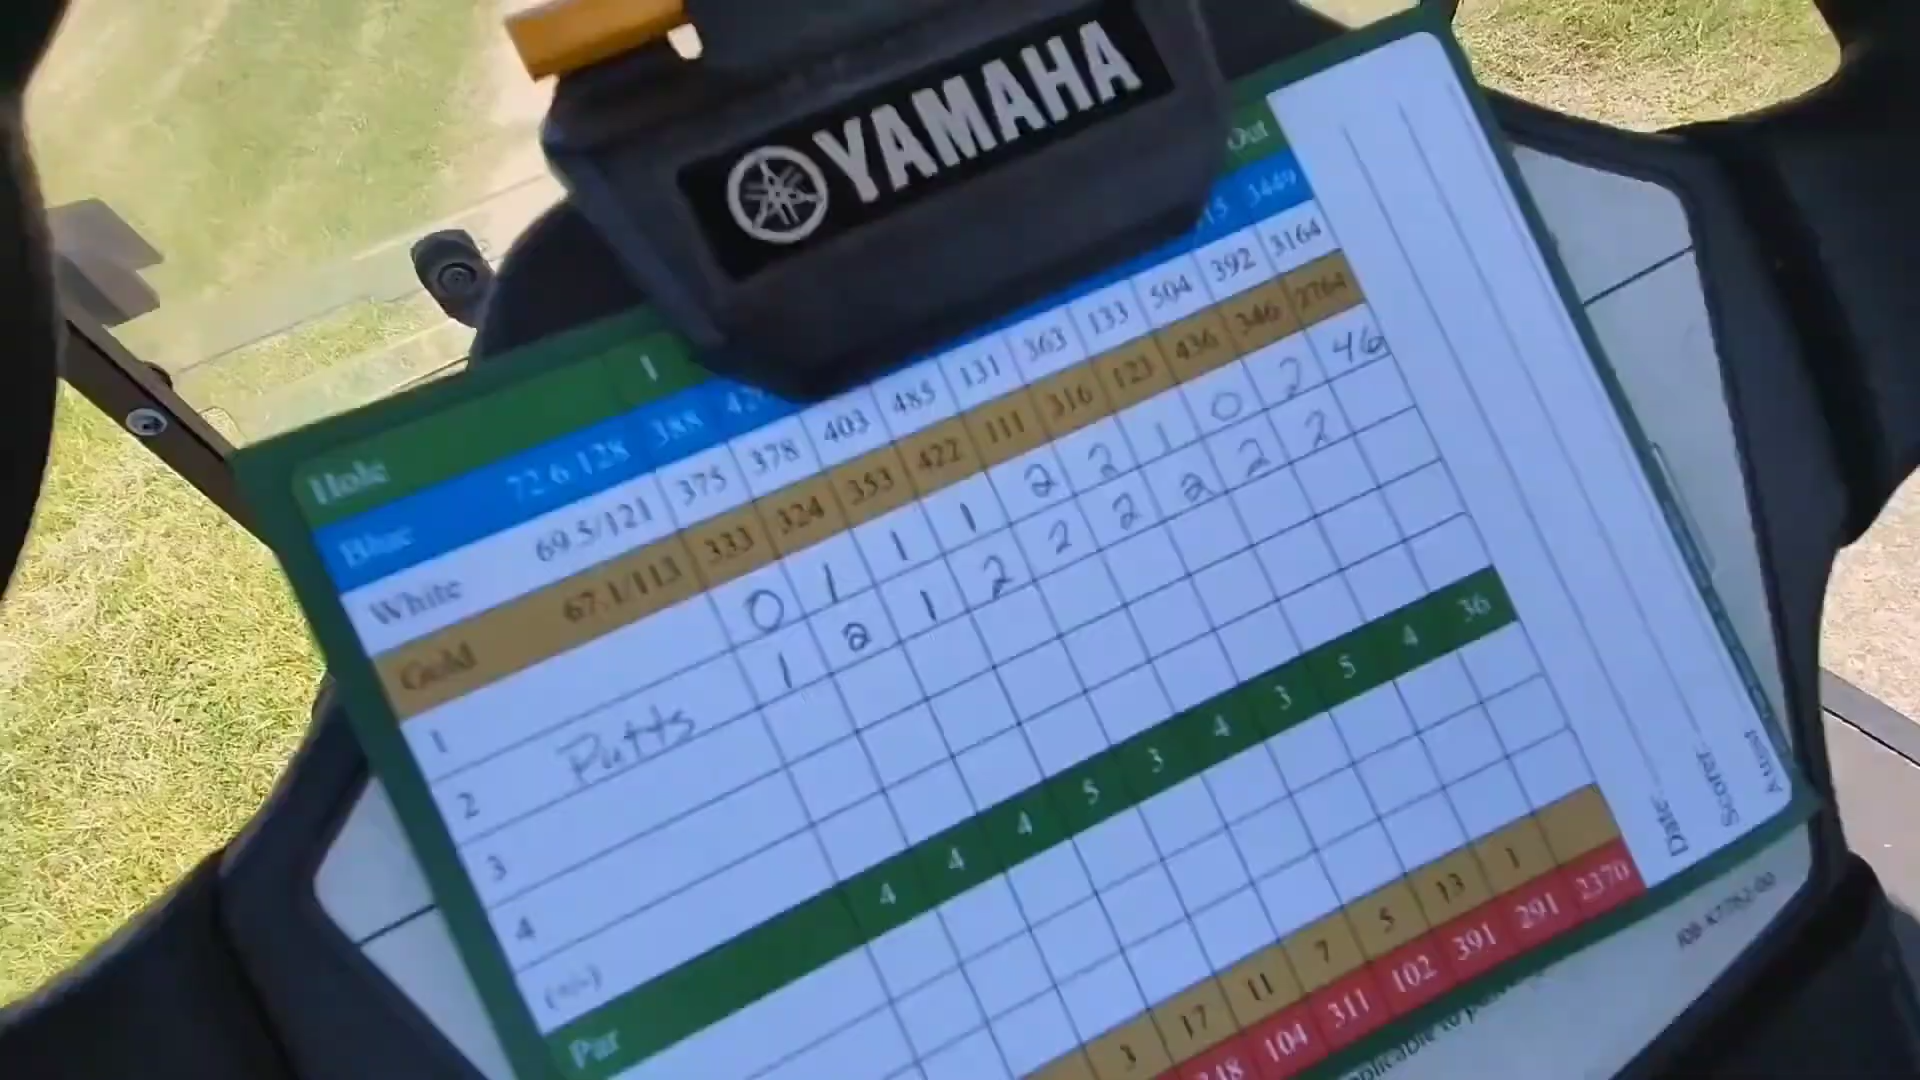 YAMAHA
Hole 1 Out
Blue 72.6/128 388 3449
White 69.5/121 375 378 403 485 131 363 133 504 392 3164
Gold 67.1/113 333 324 353 422 111 316 123 436 346 2764
1 0 1 1 1 2 2 1 0 2 46
2 Putts 1 2 1 2 2 2 2 2 2
3
4
(+/-)
Par 4 4 4 5 3 4 3 5 4 36
3 17 11 7 5 13 1
104 311 102 391 291 2370
Date:
Scorer:
Attest